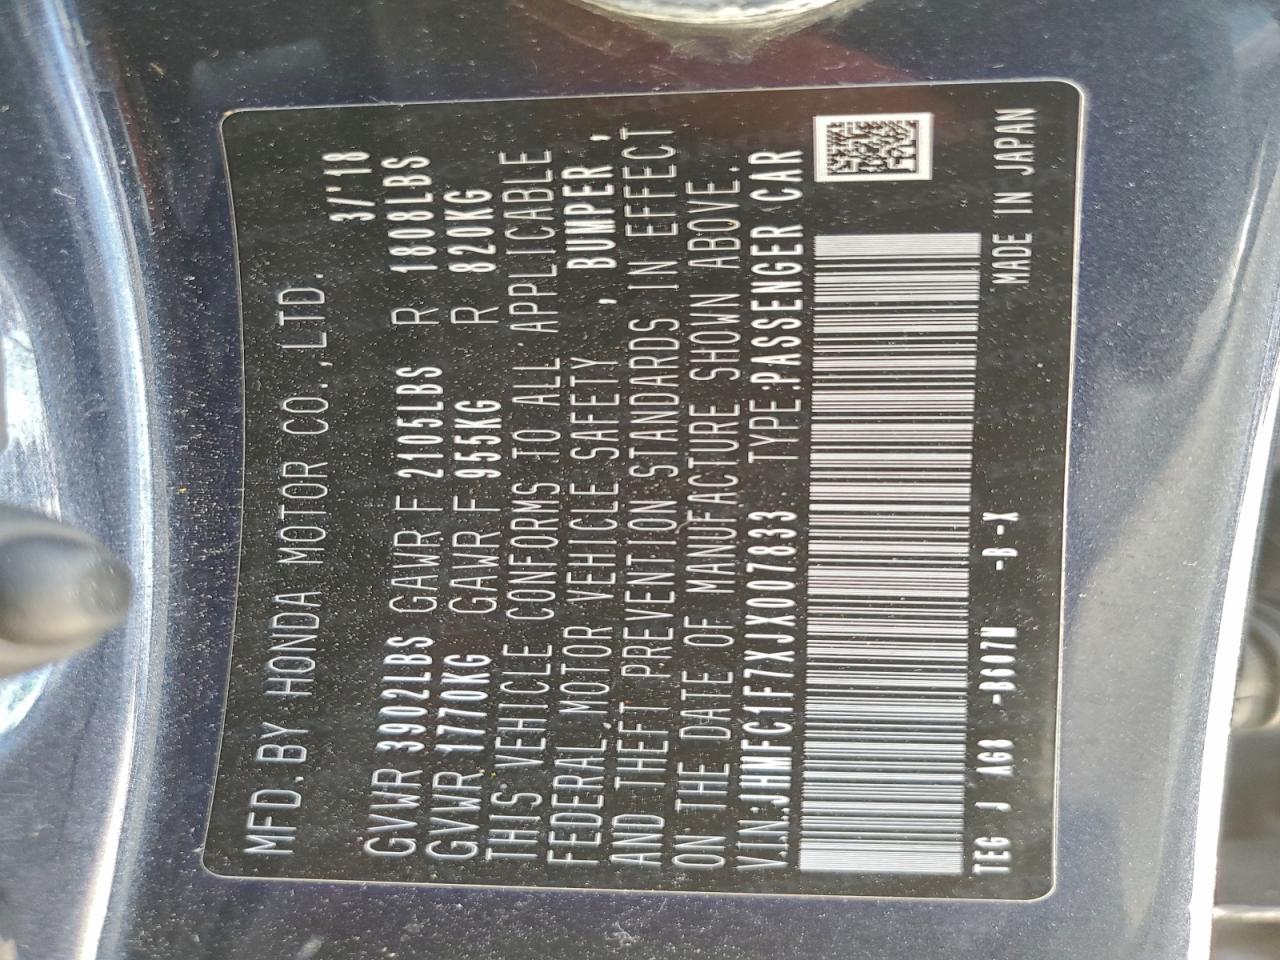 MFD.BY HONDA MOTOR CO.,LTD. 3/'18
GVWR 3902LBS GAWR F 2105LBS R 1808LBS
GVWR 1770KG GAWR F 955KG R 820KG
THIS VEHICLE CONFORMS TO ALL APPLICABLE
FEDERAL MOTOR VEHICLE SAFETY , BUMPER ,
AND THEFT PREVENTION STANDARDS IN EFFECT
ON THE DATE OF MANUFACTURE SHOWN ABOVE.
V.I.N.:JHMFC1F7XJX007833 TYPE:PASSENGER CAR
TEG J AG8 -B607M -B-X MADE IN JAPAN